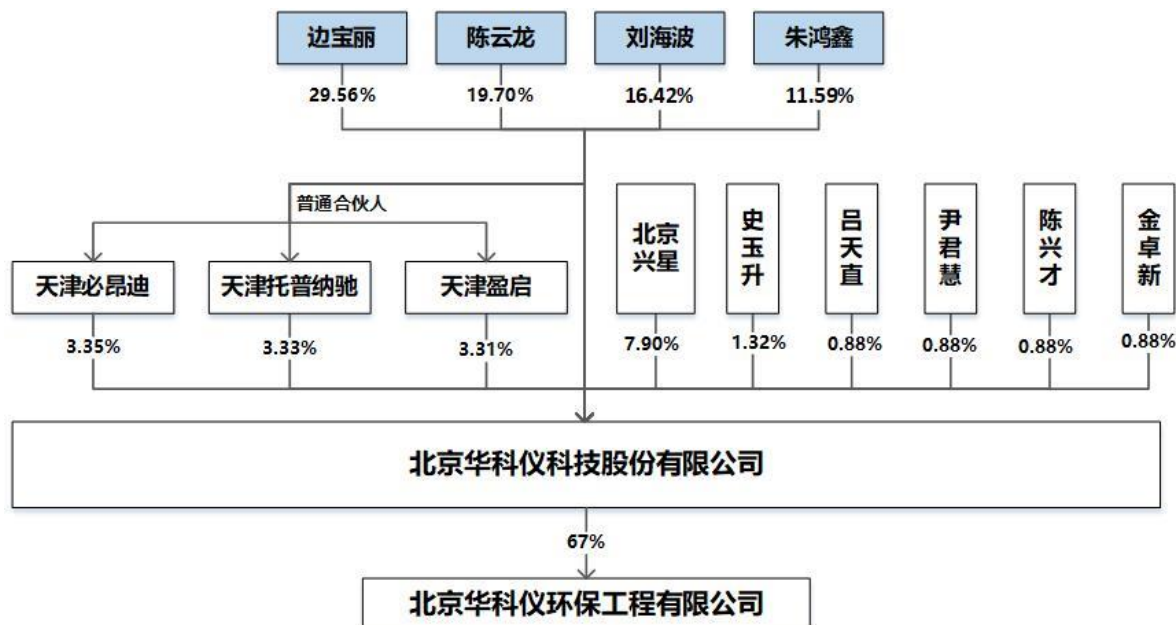 边宝丽 陈云龙 刘海波 朱鸿鑫
29.56% 19.70% 16.42% 11.59%
普通合伙人
天津必昂迪 天津托普纳驰 天津盈启
北京兴星 史玉升 吕天直 尹君慧 陈兴才 金卓新
3.35% 3.33% 3.31% 7.90% 1.32% 0.88% 0.88% 0.88% 0.88%
北京华科仪科技股份有限公司
67%
北京华科仪环保工程有限公司